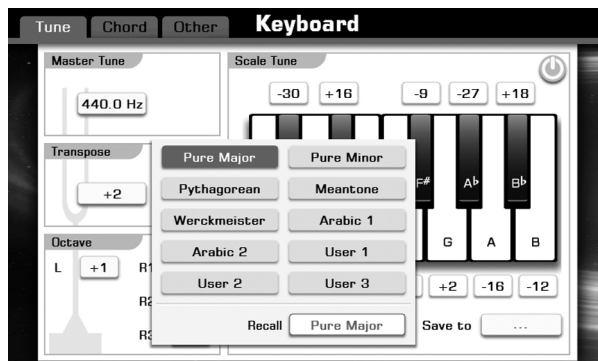 Tune Chord Other Keyboard
Master Tune
440.0 Hz
Transpose
+2
Octave
L +1 R1
R2
R3
Scale Tune
-30 +16 -9 -27 +18
F# Ab Bb
G A B
+2 -16 -12
Pure Major Pure Minor
Pythagorean Meantone
Werckmeister Arabic 1
Arabic 2 User 1
User 2 User 3
Recall Pure Major
Save to ...